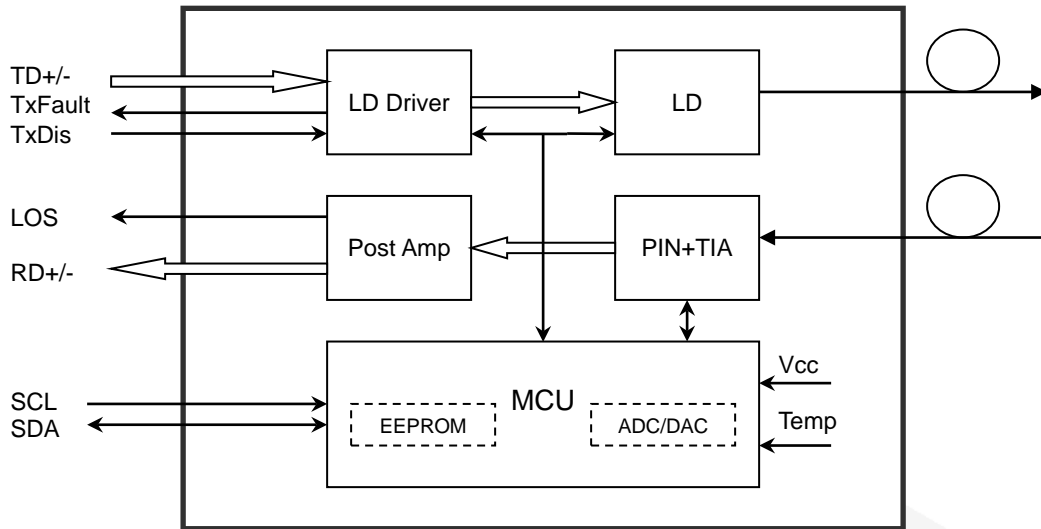 TD+/-
TxFault
TxDis
LD Driver
LD
LOS
RD+/-
Post Amp
PIN+TIA
SCL
SDA
MCU
EEPROM
ADC/DAC
Vcc
Temp